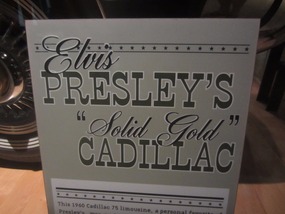 Elvis
PRESLEY'S
"Solid Gold"
CADILLAC
This 1960 Cadillac 75 limousine, a personal